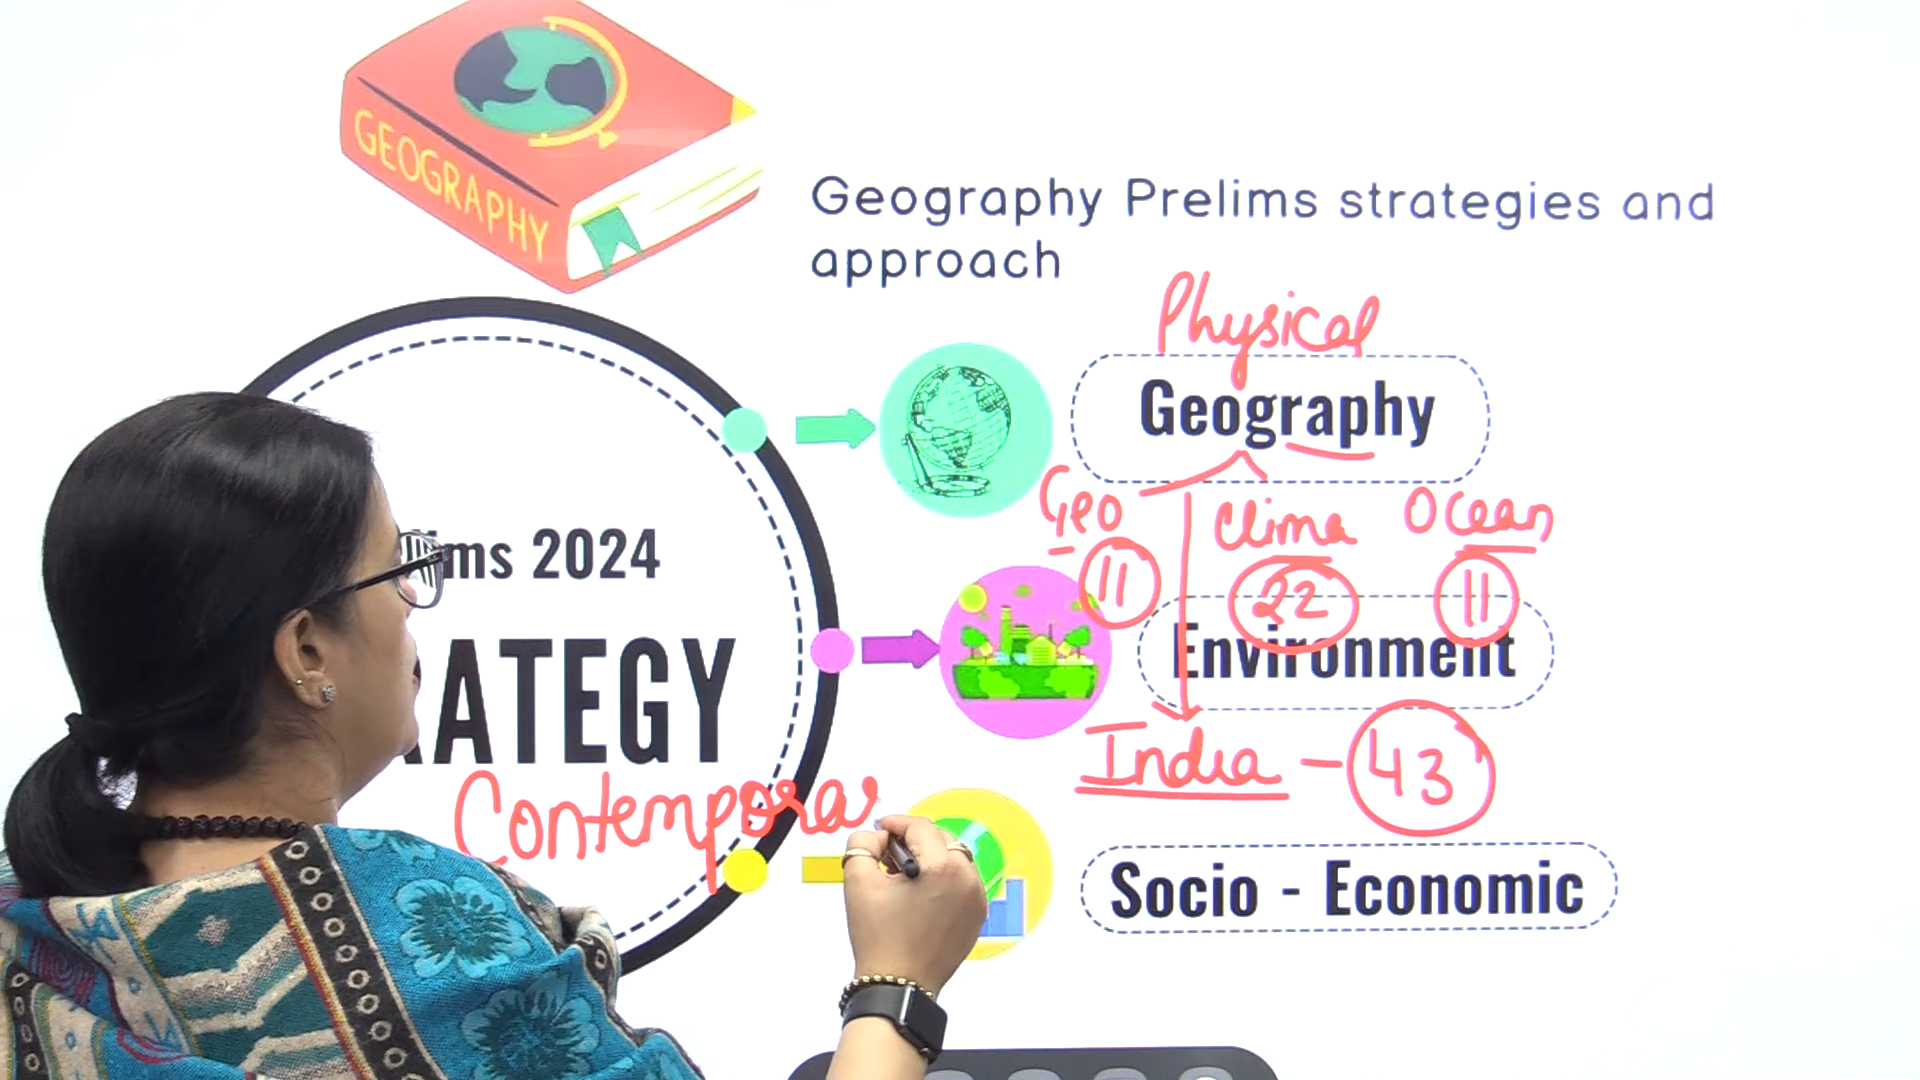 GEOGRAPHY
Geography Prelims strategies and
approach
Physical
Geography
Geo Clima Ocean
11 22 11
ims 2024
Environment
ATEGY
India - 43
Contemporar
Socio - Economic